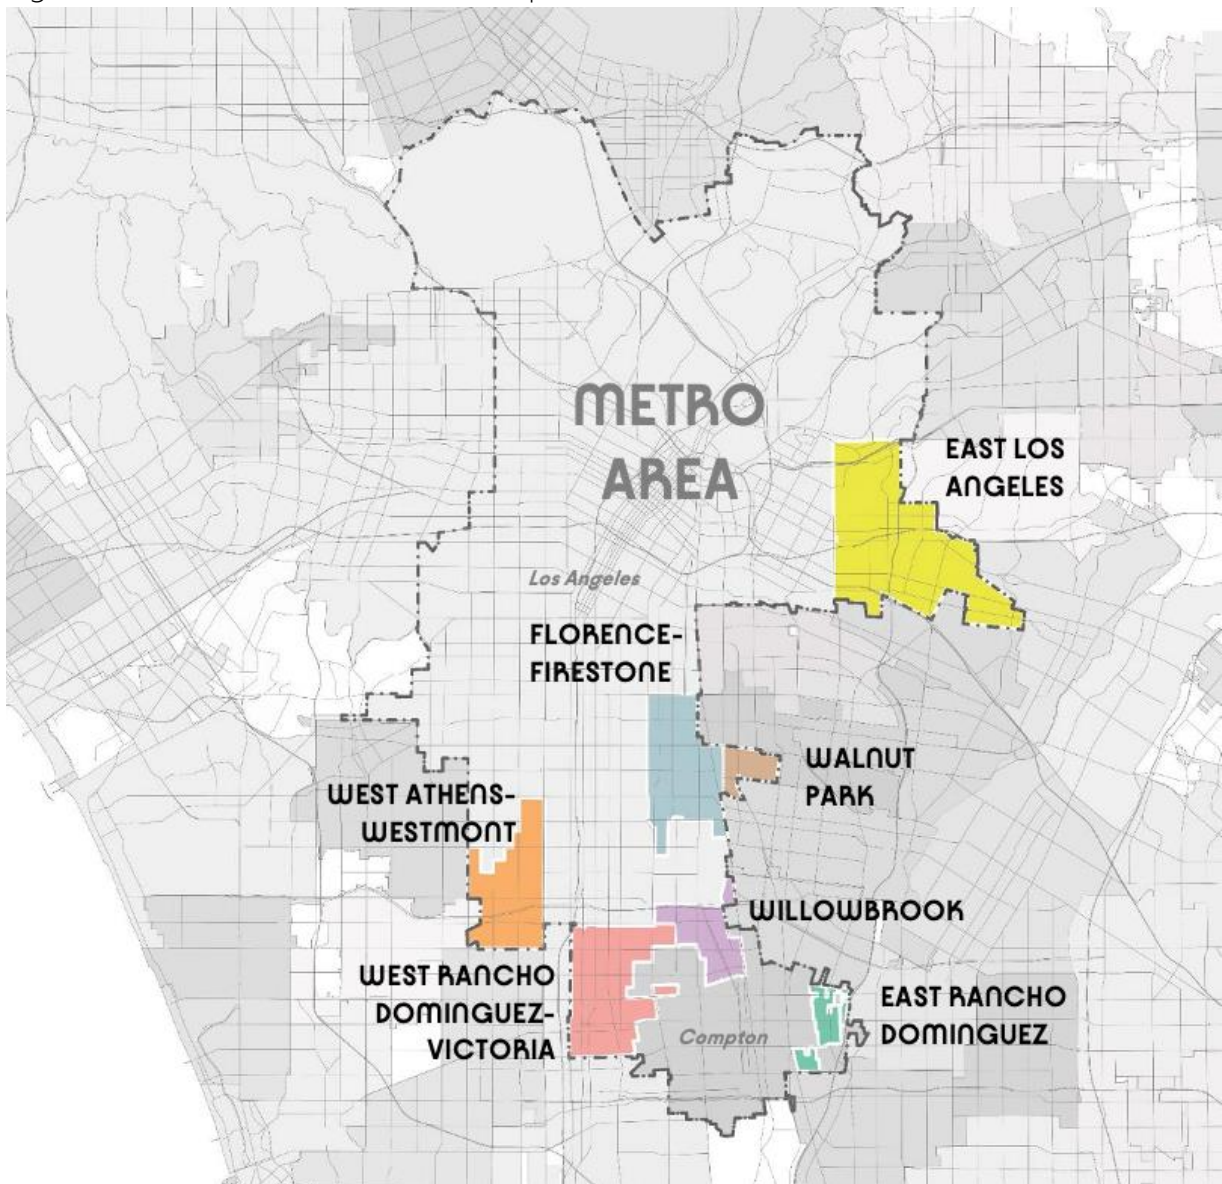 METRO
AREA
EAST LOS
ANGELES
Los Angeles
FLORENCE-
FIRESTONE
WALNUT
PARK
WEST ATHENS-
WESTMONT
WILLOWBROOK
WEST RANCHO
DOMINGUEZ-
VICTORIA
EAST RANCHO
DOMINGUEZ
Compton